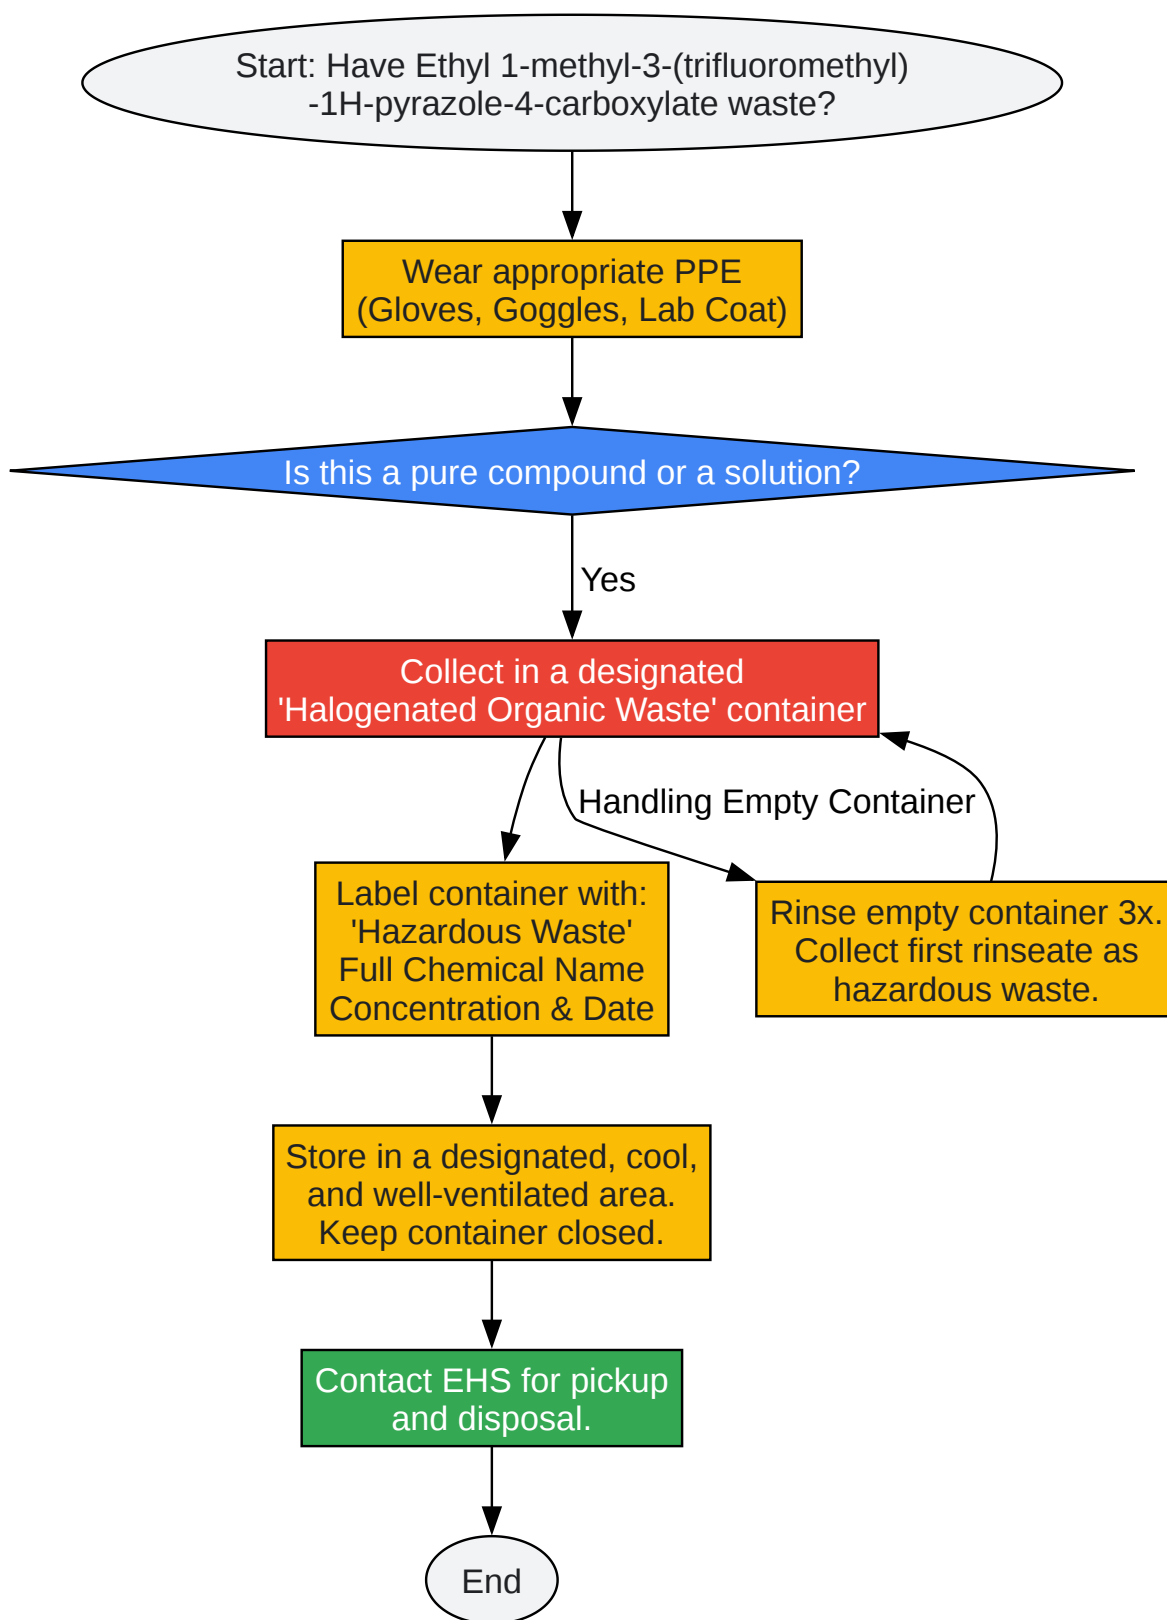 Start: Have Ethyl 1-methyl-3-(trifluoromethyl)
-1H-pyrazole-4-carboxylate waste?
Wear appropriate PPE
(Gloves, Goggles, Lab Coat)
Is this a pure compound or a solution?
Yes
Collect in a designated
'Halogenated Organic Waste' container
Handling Empty Container
Label container with:
'Hazardous Waste'
Full Chemical Name
Concentration & Date
Rinse empty container 3x.
Collect first rinseate as
hazardous waste.
Store in a designated, cool,
and well-ventilated area.
Keep container closed.
Contact EHS for pickup
and disposal.
End